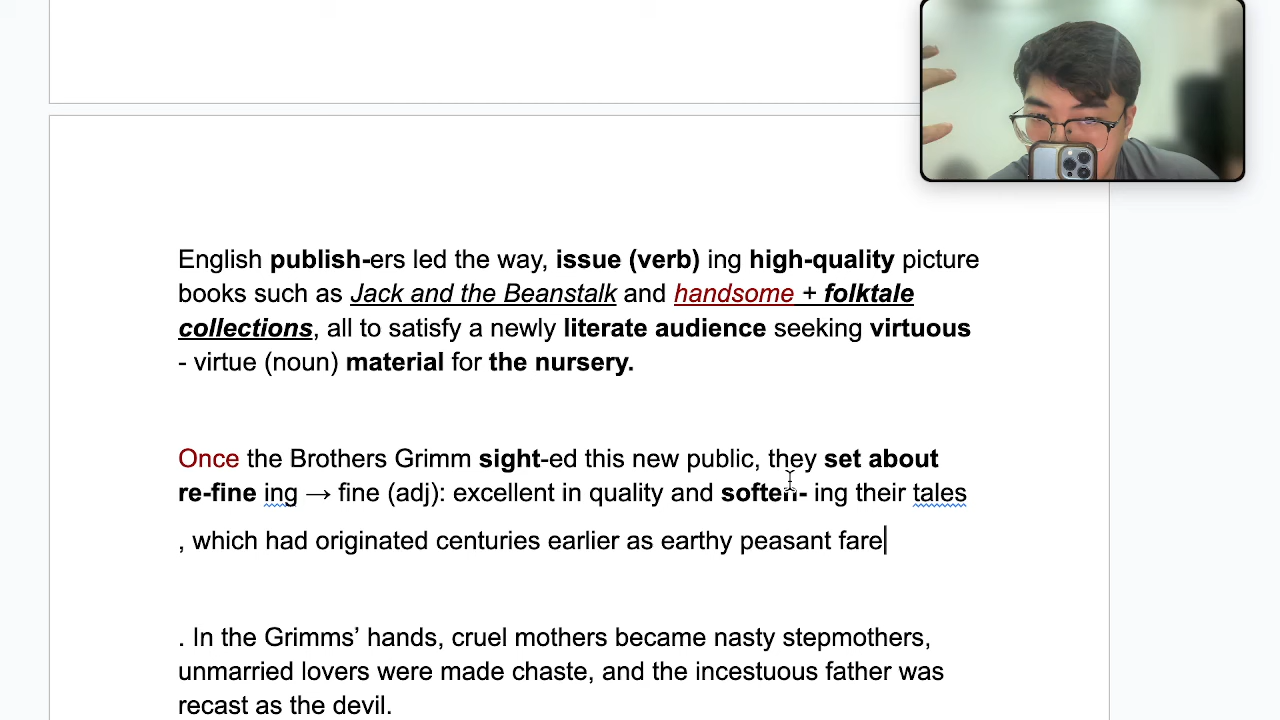 English publish-ers led the way, issue (verb) ing high-quality picture
books such as Jack and the Beanstalk and handsome + folktale
collections, all to satisfy a newly literate audience seeking virtuous
- virtue (noun) material for the nursery.
Once the Brothers Grimm sight-ed this new public, they set about
re-fine ing → fine (adj): excellent in quality and soften- ing their tales
, which had originated centuries earlier as earthy peasant fare
. In the Grimms’ hands, cruel mothers became nasty stepmothers,
unmarried lovers were made chaste, and the incestuous father was
recast as the devil.